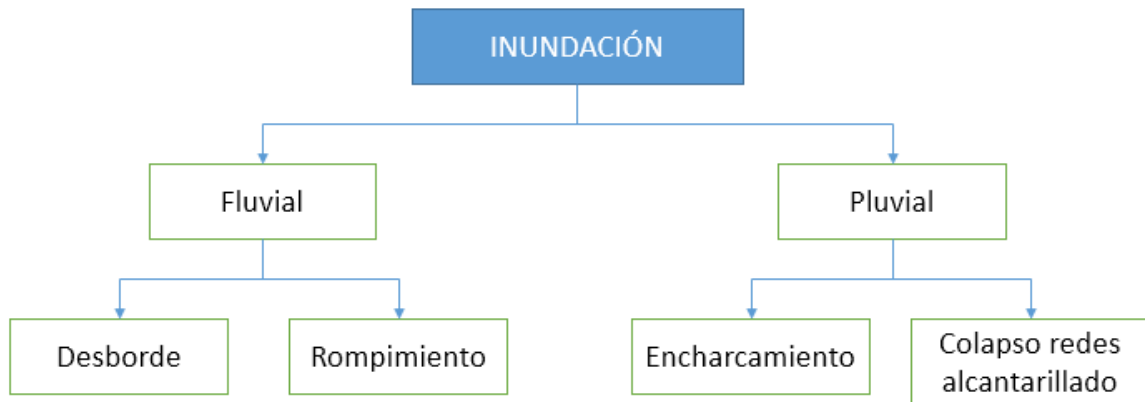 INUNDACIÓN
Fluvial
Pluvial
Desborde
Rompimiento
Encharcamiento
Colapso redes
alcantarillado